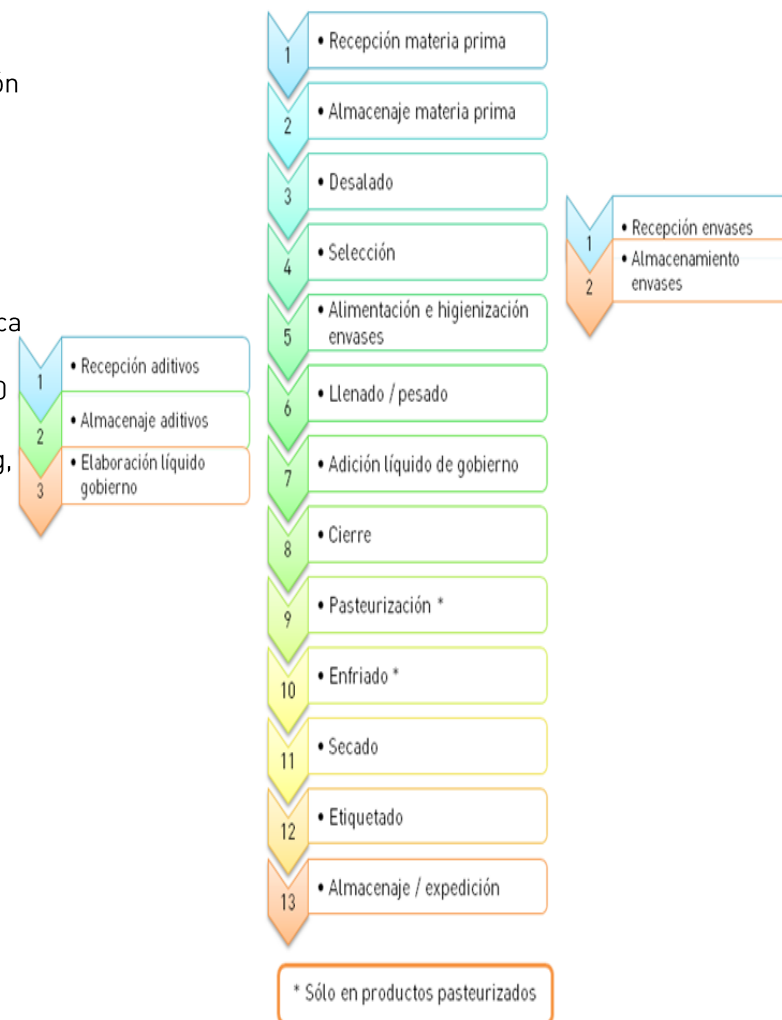 ón
ca
0
g,
1
• Recepción aditivos
2
• Almacenaje aditivos
3
• Elaboración líquido
gobierno
1
• Recepción materia prima
2
• Almacenaje materia prima
3
• Desalado
4
• Selección
5
• Alimentación e higienización
envases
6
• Llenado / pesado
7
• Adición líquido de gobierno
8
• Cierre
9
• Pasteurización *
10
• Enfriado *
11
• Secado
12
• Etiquetado
13
• Almacenaje / expedición
* Sólo en productos pasteurizados
1
• Recepción envases
2
• Almacenamiento
envases